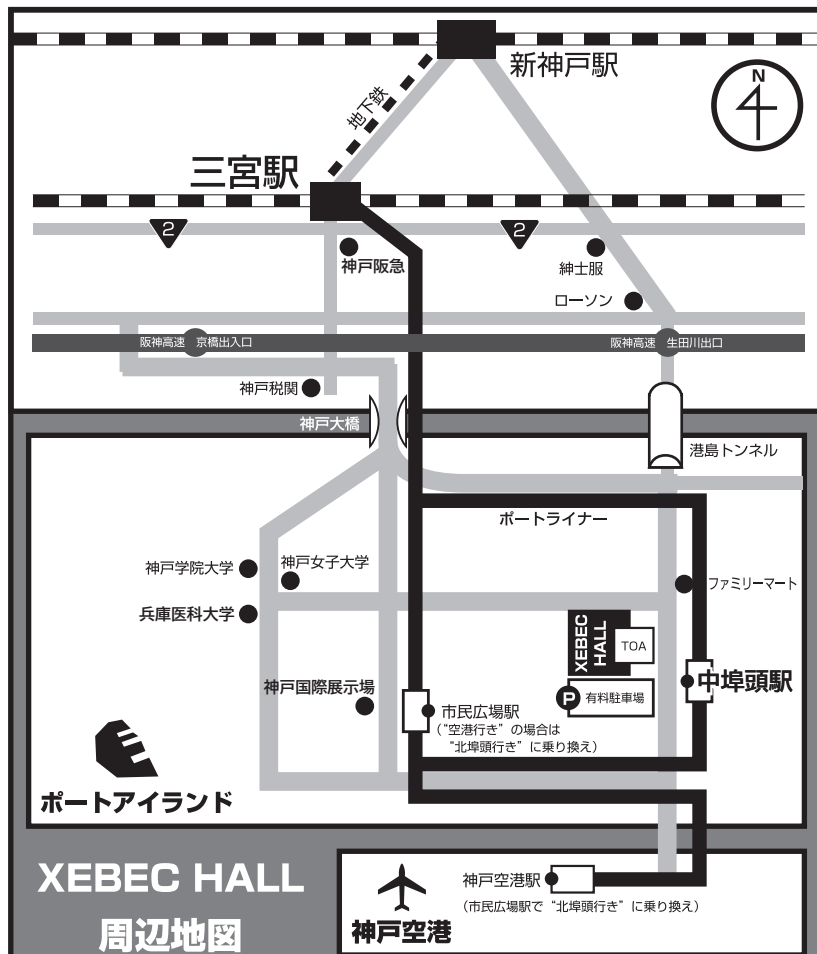 新神戸駅
N
地下鉄
三宮駅
2
2
神戸阪急
紳士服
ローソン
阪神高速 京橋出入口
阪神高速 生田川出口
神戸税関
神戸大橋
港島トンネル
ポートライナー
神戸学院大学
神戸女子大学
ファミリーマート
兵庫医科大学
XEBEC
HALL
TOA
中埠頭駅
神戸国際展示場
P 有料駐車場
市民広場駅
(“空港行き”の場合は
“北埠頭行き”に乗り換え)
ポートアイランド
XEBEC HALL
周辺地図
神戸空港駅
(市民広場駅で“北埠頭行き”に乗り換え)
神戸空港